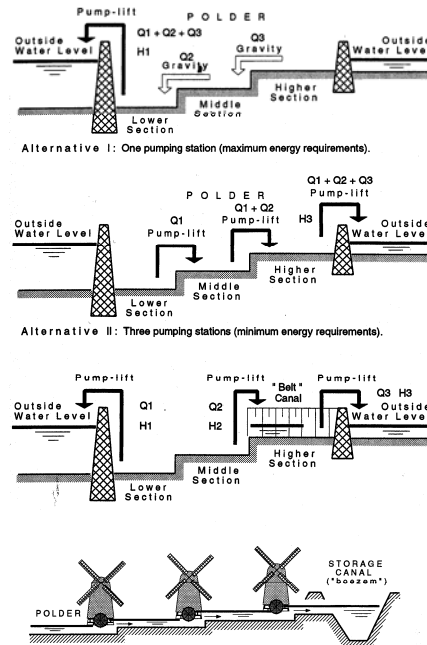 Pump-lift
POLDER
Outside
Water Level
Q1 + Q2 + Q3
H1
Q2
Gravity
Q3
Gravity
Outside
Water Level
Lower
Section
Middle
Section
Higher
Section
Alternative I: One pumping station (maximum energy requirements).
Q1 + Q2 + Q3
Pump-lift
POLDER
Outside
Water Level
Q1
Pump-lift
Q1 + Q2
Pump-lift
H3
Outside
Water Level
Lower
Section
Middle
Section
Higher
Section
Alternative II: Three pumping stations (minimum energy requirements).
Pump-lift
Pump-lift
"Belt"
Canal
Pump-lift
Outside
Water Level
Q1
H1
Q2
H2
Q3 H3
Outside
Water Level
Lower
Section
Middle
Section
Higher
Section
POLDER
STORAGE
CANAL
("boezem")